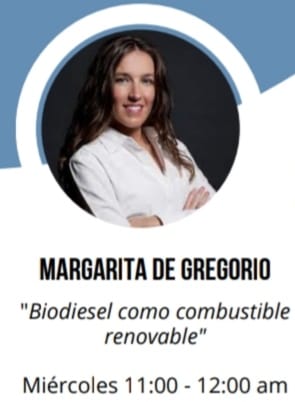 MARGARITA DE GREGORIO
"Biodiesel como combustible
renovable"
Miércoles 11:00 - 12:00 am